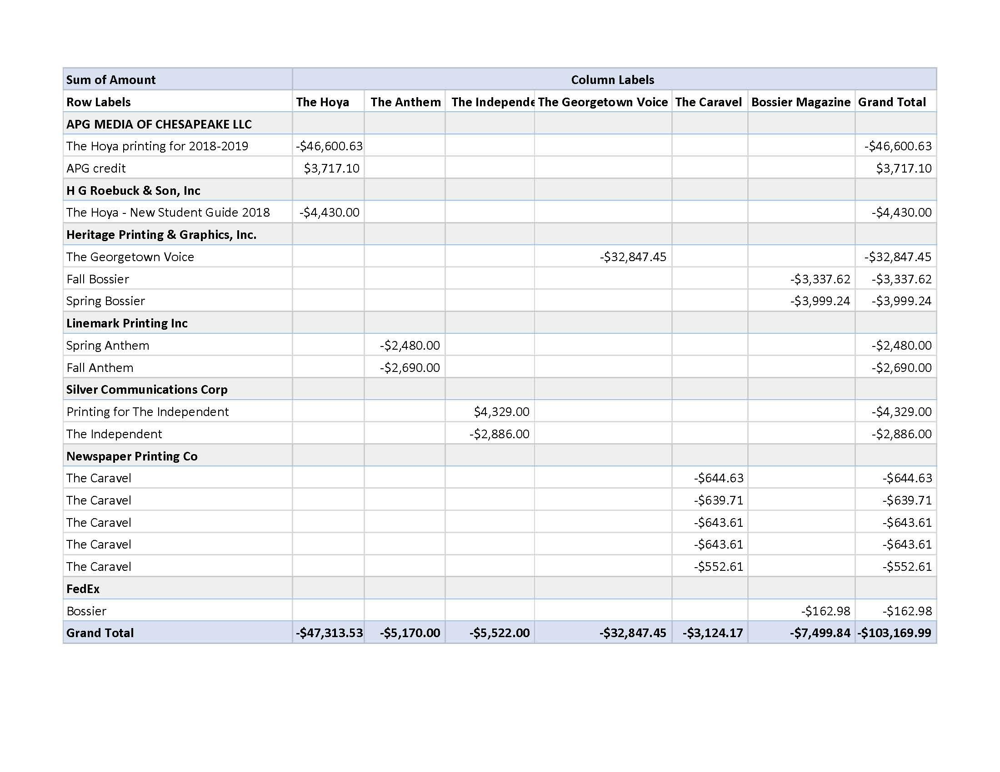 Sum of Amount Column Labels
Row Labels The Hoya The Anthem The Independe The Georgetown Voice The Caravel Bossier Magazine Grand Total
APG MEDIA OF CHESAPEAKE LLC
The Hoya printing for 2018-2019 -$46,600.63 -$46,600.63
APG credit $3,717.10 $3,717.10
H G Roebuck & Son, Inc
The Hoya - New Student Guide 2018 -$4,430.00 -$4,430.00
Heritage Printing & Graphics, Inc.
The Georgetown Voice -$32,847.45 -$32,847.45
Fall Bossier -$3,337.62 -$3,337.62
Spring Bossier -$3,999.24 -$3,999.24
Linemark Printing Inc
Spring Anthem -$2,480.00 -$2,480.00
Fall Anthem -$2,690.00 -$2,690.00
Silver Communications Corp
Printing for The Independent $4,329.00 -$4,329.00
The Independent -$2,886.00 -$2,886.00
Newspaper Printing Co
The Caravel -$644.63 -$644.63
The Caravel -$639.71 -$639.71
The Caravel -$643.61 -$643.61
The Caravel -$643.61 -$643.61
The Caravel -$552.61 -$552.61
FedEx
Bossier -$162.98 -$162.98
Grand Total -$47,313.53 -$5,170.00 -$5,522.00 -$32,847.45 -$3,124.17 -$7,499.84 -$103,169.99